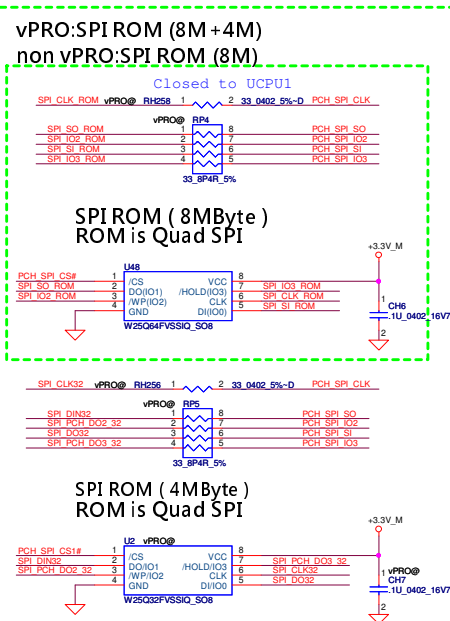 vPRO:SPI ROM (8M+4M)
non vPRO:SPI ROM (8M)
Closed to UCPU1
SPI_CLK_ROM vPRO@ RH258 1 2 33_0402_5%~D PCH_SPI_CLK
vPRO@ RP4
SPI_SO_ROM 1 8 PCH_SPI_SO
SPI_IO2_ROM 2 7 PCH_SPI_IO2
SPI_SI_ROM 3 6 PCH_SPI_SI
SPI_IO3_ROM 4 5 PCH_SPI_IO3
33_8P4R_5%
SPI ROM ( 8MByte )
ROM is Quad SPI
+3.3V_M
U48
PCH_SPI_CS# 1 /CS VCC 8
SPI_SO_ROM 2 DO(IO1) /HOLD(IO3) 7 SPI_IO3_ROM
SPI_IO2_ROM 3 /WP(IO2) CLK 6 SPI_CLK_ROM
4 GND DI(IO0) 5 SPI_SI_ROM
W25Q64FVSSIQ_SO8
1 CH6
.1U_0402_16V7
2
SPI_CLK32 vPRO@ RH256 1 2 33_0402_5%~D PCH_SPI_CLK
vPRO@ RP5
SPI_DIN32 1 8 PCH_SPI_SO
SPI_PCH_DO2_32 2 7 PCH_SPI_IO2
SPI_DO32 3 6 PCH_SPI_SI
SPI_PCH_DO3_32 4 5 PCH_SPI_IO3
33_8P4R_5%
SPI ROM ( 4MByte )
ROM is Quad SPI
+3.3V_M
U2 vPRO@
PCH_SPI_CS1# 1 /CS VCC 8
SPI_DIN32 2 DO/IO1 /HOLD/IO3 7 SPI_PCH_DO3_32
SPI_PCH_DO2_32 3 /WP/IO2 CLK 6 SPI_CLK32
4 GND DI/IO0 5 SPI_DO32
W25Q32FVSSIQ_SO8
1 vPRO@
CH7
.1U_0402_16V7
2